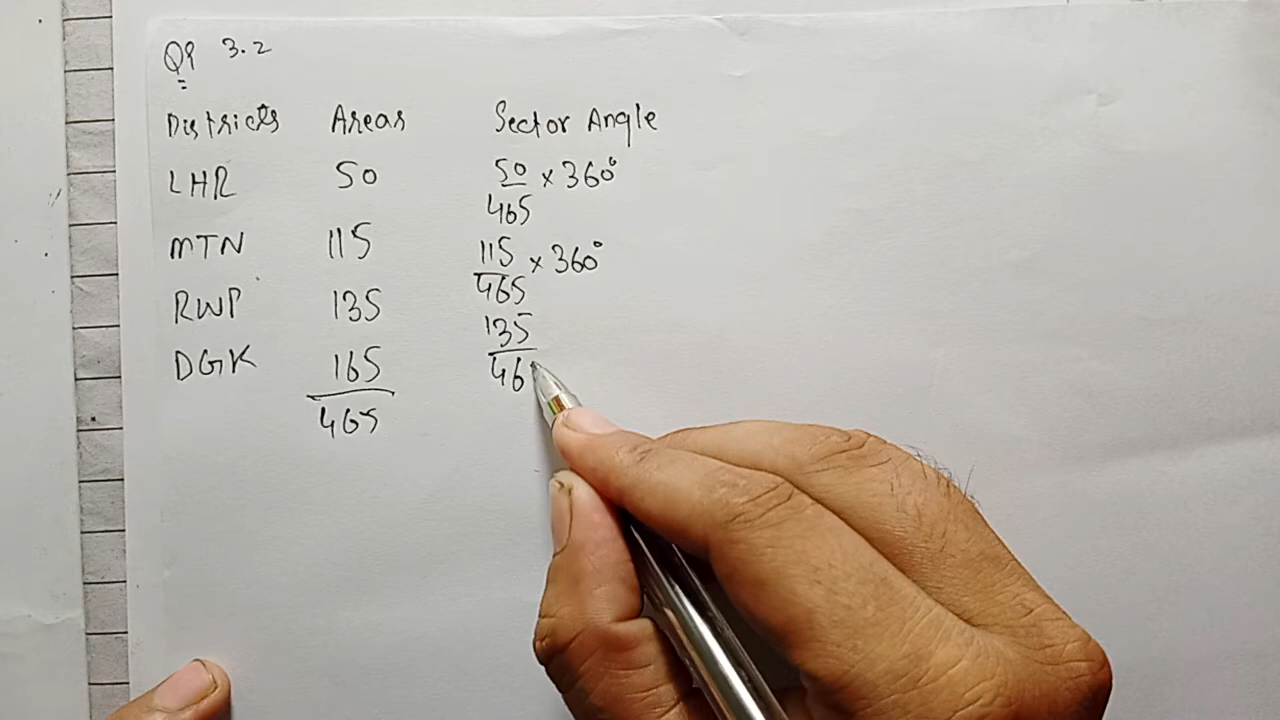 Q 3.2
Districts Areas Sector Angle
LHR 50 50/465 × 360°
MTN 115 115/465 × 360°
RWP 135 135
DGK 165 46
465